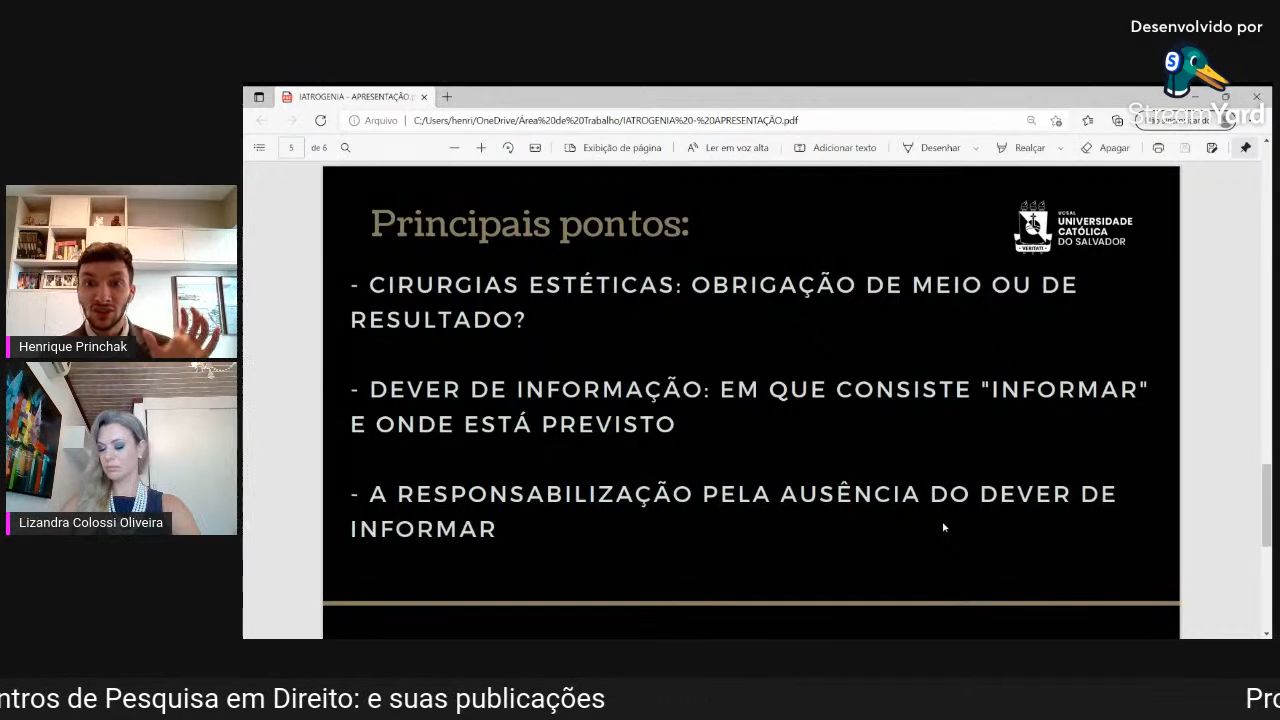 Desenvolvido por
StreamYard
IATROGENIA - APRESENTAÇÃO.
Arquivo
C:/Users/henri/OneDrive/Área%20de%20Trabalho/IATROGENIA%20-%20APRESENTAÇÃO.pdf
5 de 6
Exibição de página
Ler em voz alta
Adicionar texto
Desenhar
Realçar
Apagar
Principais pontos:
UCSAL
UNIVERSIDADE
CATÓLICA
DO SALVADOR
VERITATI
- CIRURGIAS ESTÉTICAS: OBRIGAÇÃO DE MEIO OU DE
RESULTADO?
- DEVER DE INFORMAÇÃO: EM QUE CONSISTE "INFORMAR"
E ONDE ESTÁ PREVISTO
- A RESPONSABILIZAÇÃO PELA AUSÊNCIA DO DEVER DE
INFORMAR
Henrique Princhak
Lizandra Colossi Oliveira
ntros de Pesquisa em Direito: e suas publicações
Pro